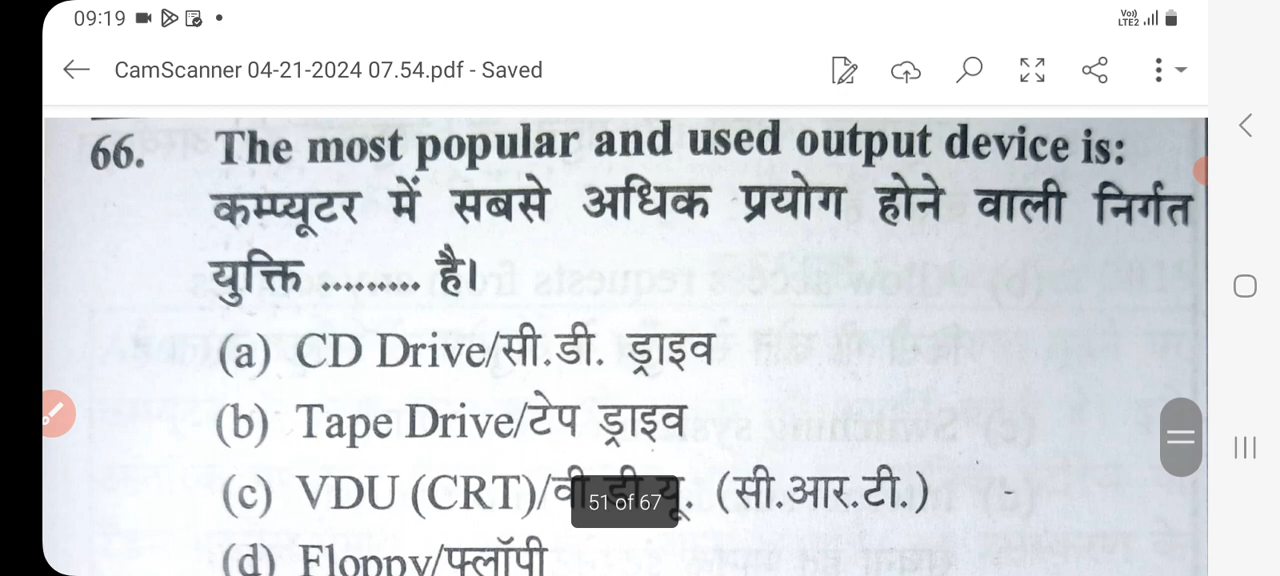 09:19
Vo)) LTE2
CamScanner 04-21-2024 07.54.pdf - Saved
66. The most popular and used output device is:
कम्प्यूटर में सबसे अधिक प्रयोग होने वाली निर्गत
युक्ति ......... है।
(a) CD Drive/सी.डी. ड्राइव
(b) Tape Drive/टेप ड्राइव
(c) VDU (CRT)/वी.डी.यू. (सी.आर.टी.)
51 of 67
(d) Floppy/फ्लॉपी